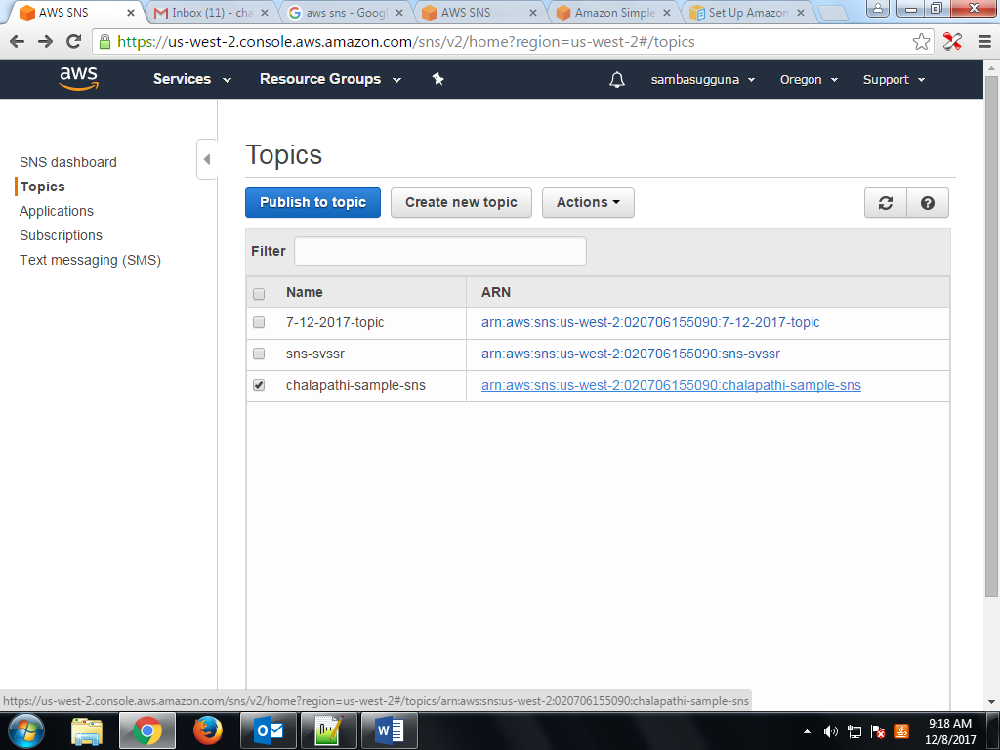 AWS SNS
Inbox (11) - cha
aws sns - Googl
AWS SNS
Amazon Simple
Set Up Amazon
https://us-west-2.console.aws.amazon.com/sns/v2/home?region=us-west-2#/topics
aws Services Resource Groups sambasugguna Oregon Support
SNS dashboard
Topics
Applications
Subscriptions
Text messaging (SMS)
Topics
Publish to topic Create new topic Actions
Filter
Name ARN
7-12-2017-topic arn:aws:sns:us-west-2:020706155090:7-12-2017-topic
sns-svssr arn:aws:sns:us-west-2:020706155090:sns-svssr
chalapathi-sample-sns arn:aws:sns:us-west-2:020706155090:chalapathi-sample-sns
https://us-west-2.console.aws.amazon.com/sns/v2/home?region=us-west-2#/topics/arn:aws:sns:us-west-2:020706155090:chalapathi-sample-sns
9:18 AM
12/8/2017